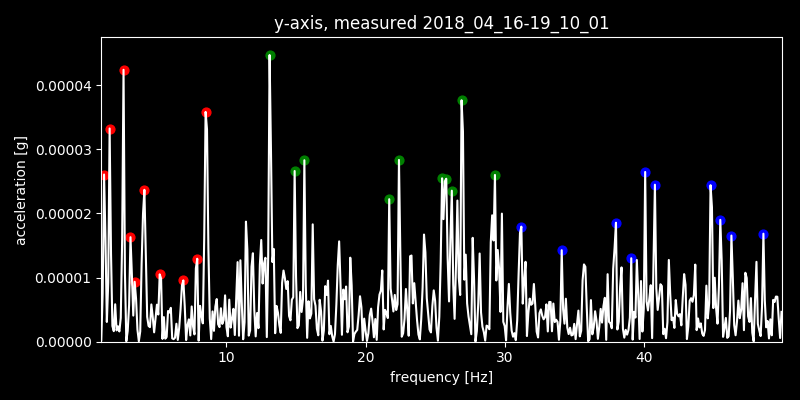 y-axis, measured 2018_04_16-19_10_01
acceleration [g]
0.00004
0.00003
0.00002
0.00001
0.00000
10 20 30 40
frequency [Hz]